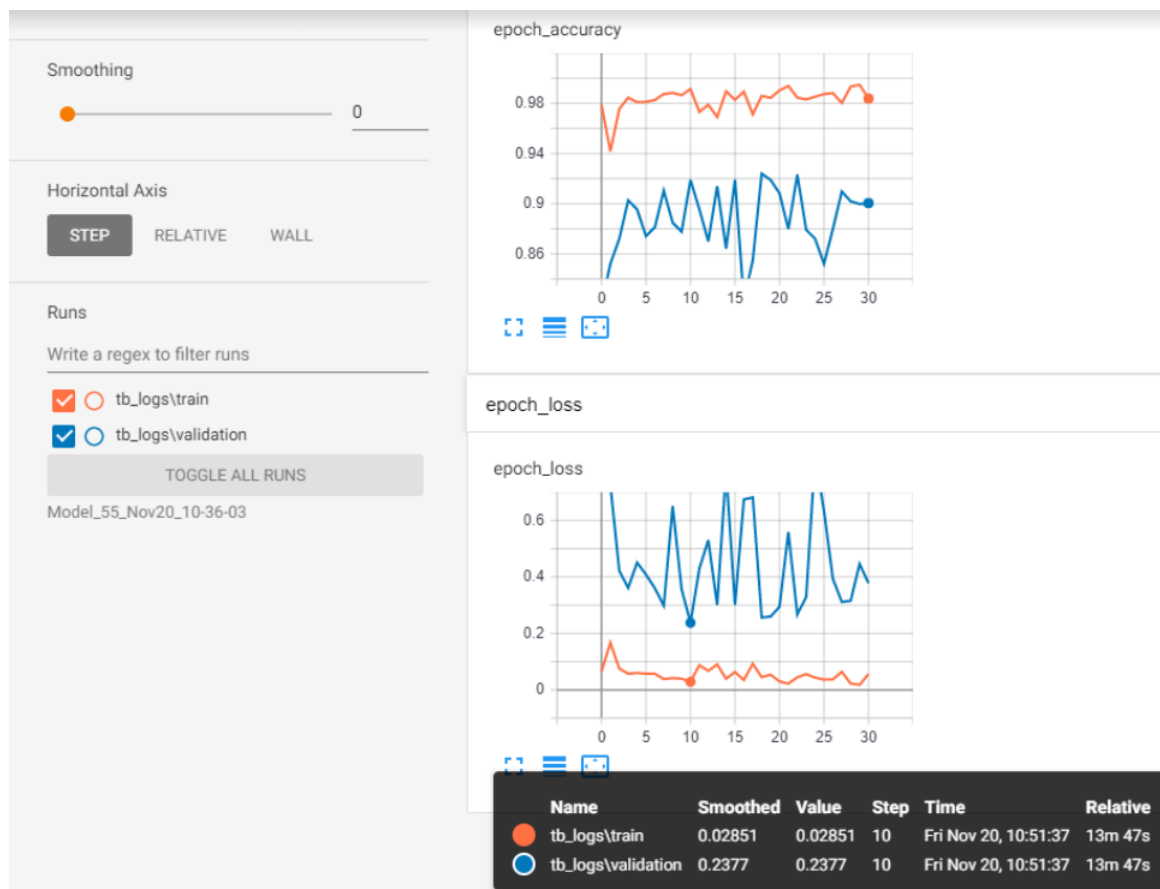 epoch_accuracy
Smoothing
0
Horizontal Axis
STEP RELATIVE WALL
Runs
Write a regex to filter runs
tb_logs\train
tb_logs\validation
TOGGLE ALL RUNS
Model_55_Nov20_10-36-03
0.98
0.94
0.9
0.86
0 5 10 15 20 25 30
epoch_loss
epoch_loss
0.6
0.4
0.2
0
0 5 10 15 20 25 30
Name Smoothed Value Step Time Relative
tb_logs\train 0.02851 0.02851 10 Fri Nov 20, 10:51:37 13m 47s
tb_logs\validation 0.2377 0.2377 10 Fri Nov 20, 10:51:37 13m 47s